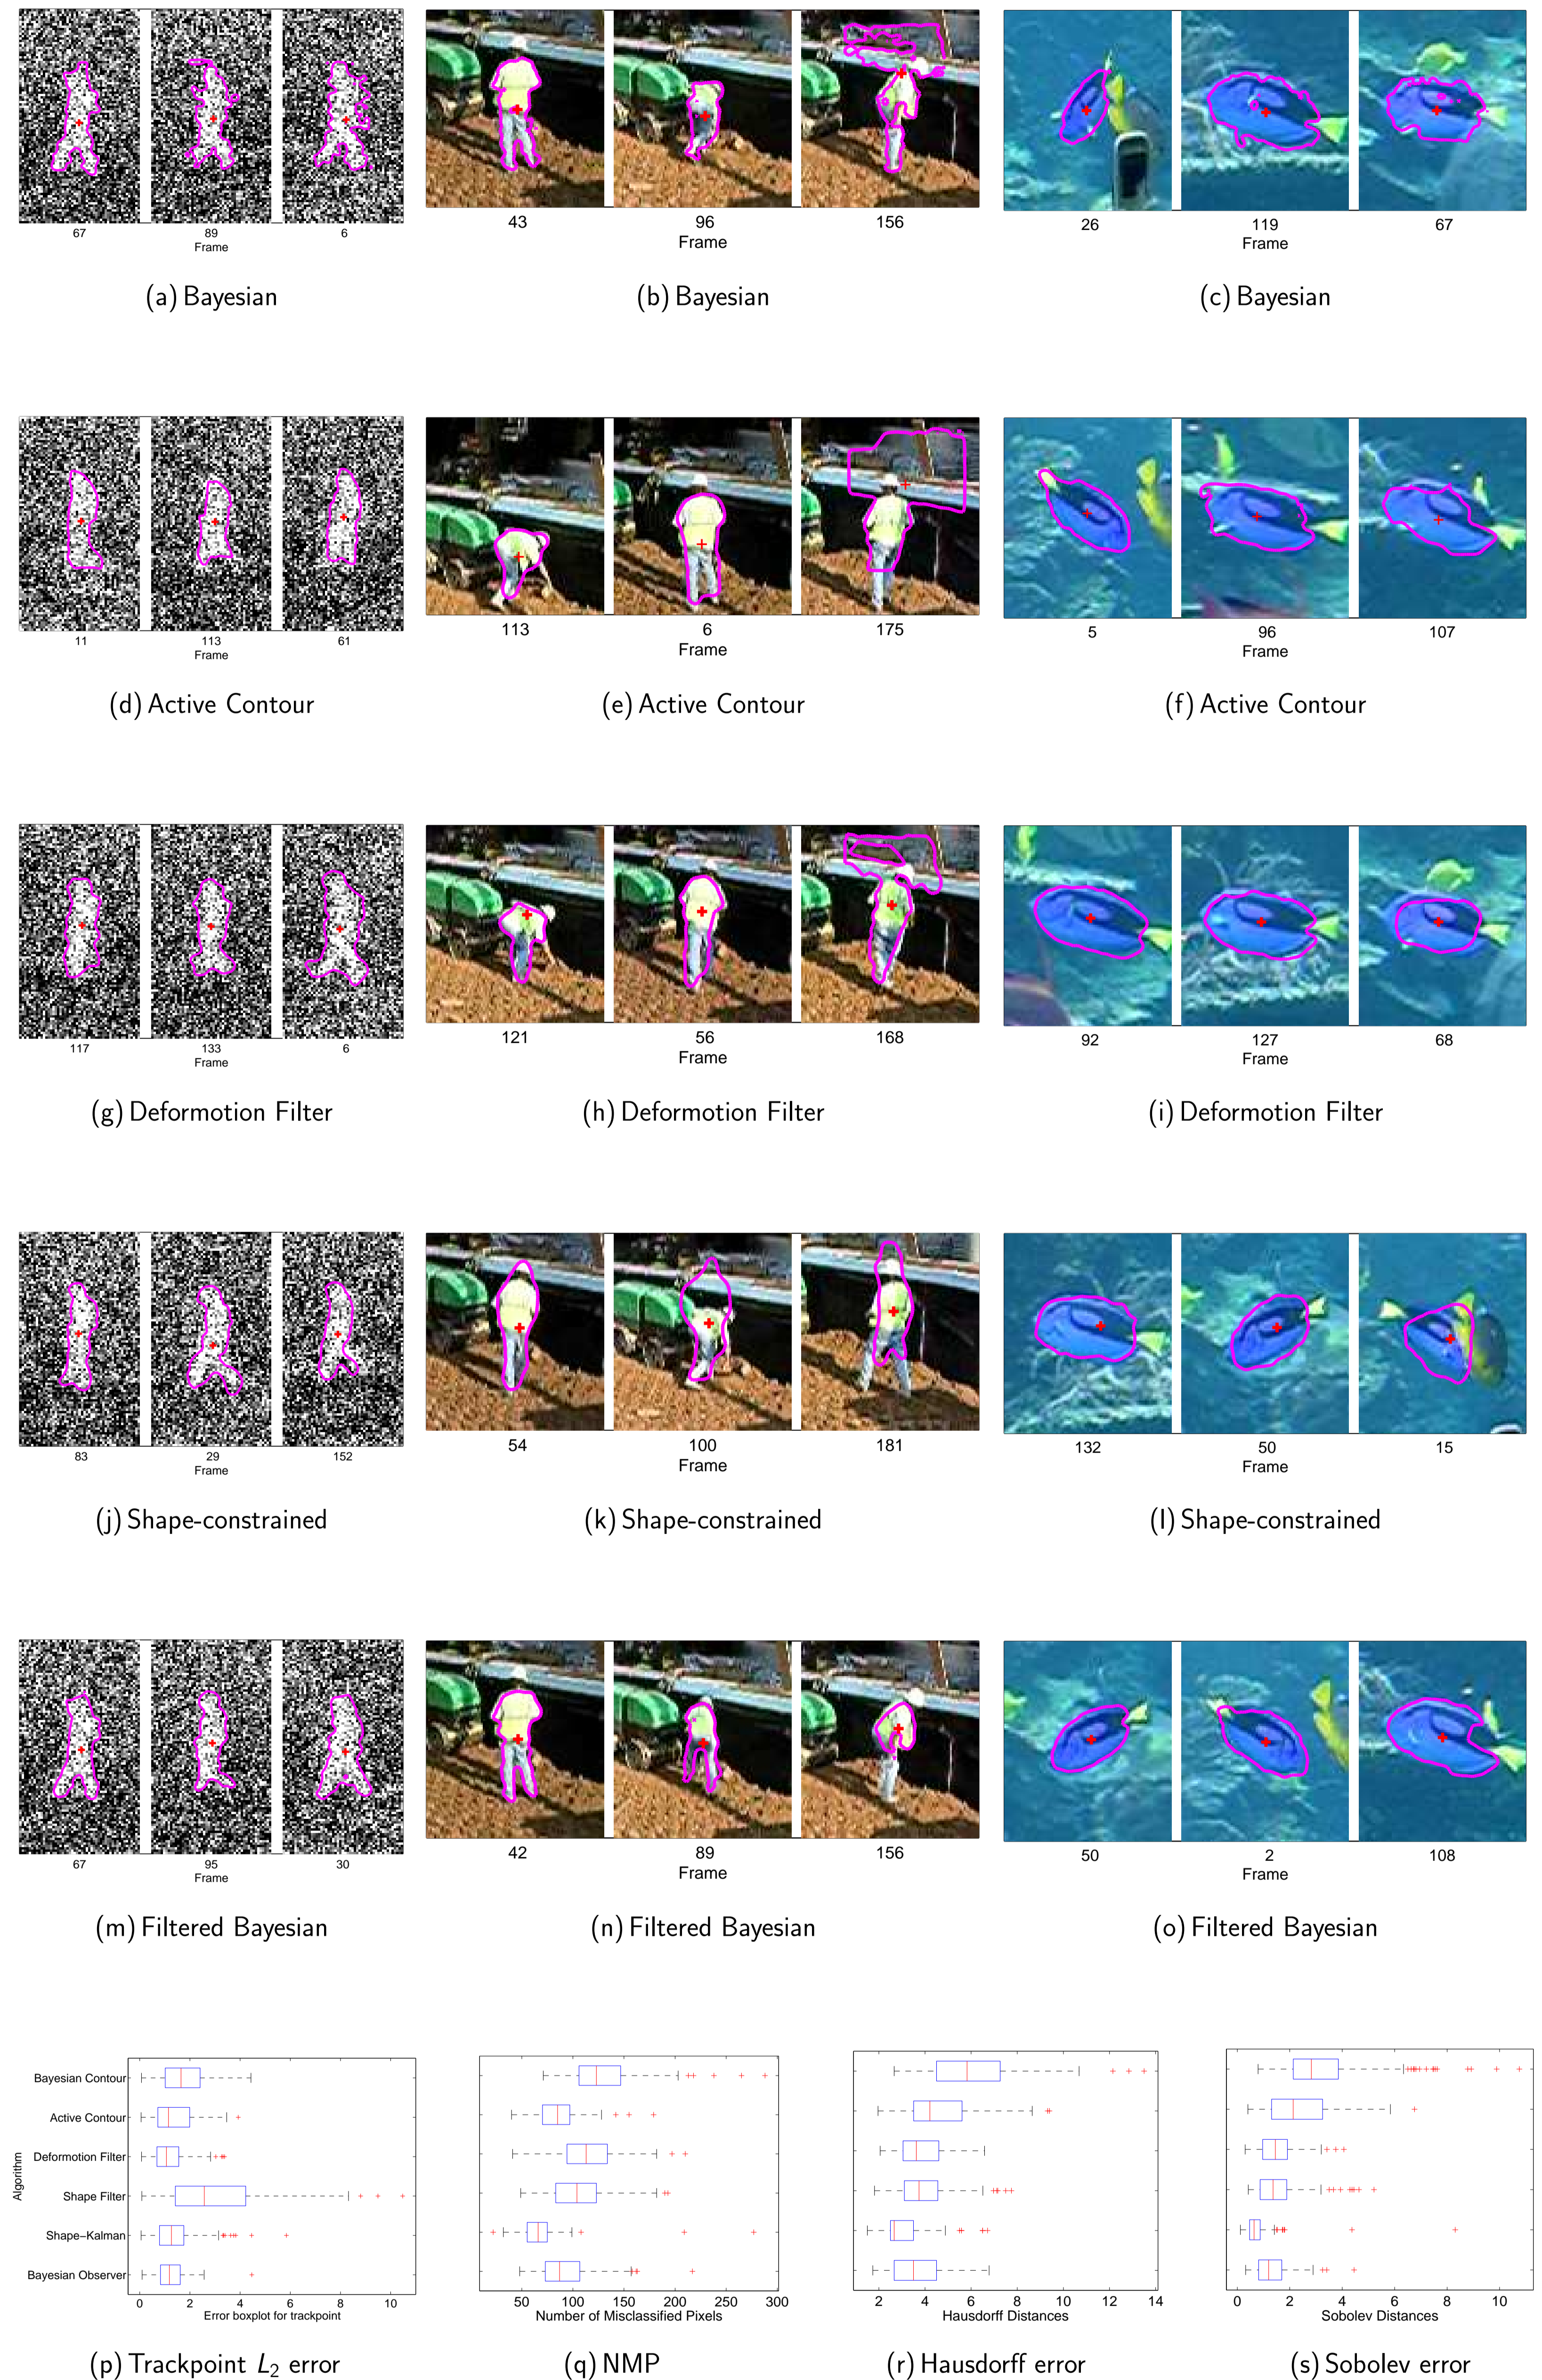 67 89 6
Frame
43 96 156
Frame
26 119 67
Frame
(a) Bayesian
(b) Bayesian
(c) Bayesian
11 113 61
Frame
113 6 175
Frame
5 96 107
Frame
(d) Active Contour
(e) Active Contour
(f) Active Contour
117 133 6
Frame
121 56 168
Frame
92 127 68
Frame
(g) Deformotion Filter
(h) Deformotion Filter
(i) Deformotion Filter
83 29 152
Frame
54 100 181
Frame
132 50 15
Frame
(j) Shape-constrained
(k) Shape-constrained
(l) Shape-constrained
67 95 30
Frame
42 89 156
Frame
50 2 108
Frame
(m) Filtered Bayesian
(n) Filtered Bayesian
(o) Filtered Bayesian
Algorithm
Bayesian Contour
Active Contour
Deformotion Filter
Shape Filter
Shape−Kalman
Bayesian Observer
0 2 4 6 8 10
Error boxplot for trackpoint
50 100 150 200 250 300
Number of Misclassified Pixels
2 4 6 8 10 12 14
Hausdorff Distances
0 2 4 6 8 10
Sobolev Distances
(p) Trackpoint L2 error
(q) NMP
(r) Hausdorff error
(s) Sobolev error